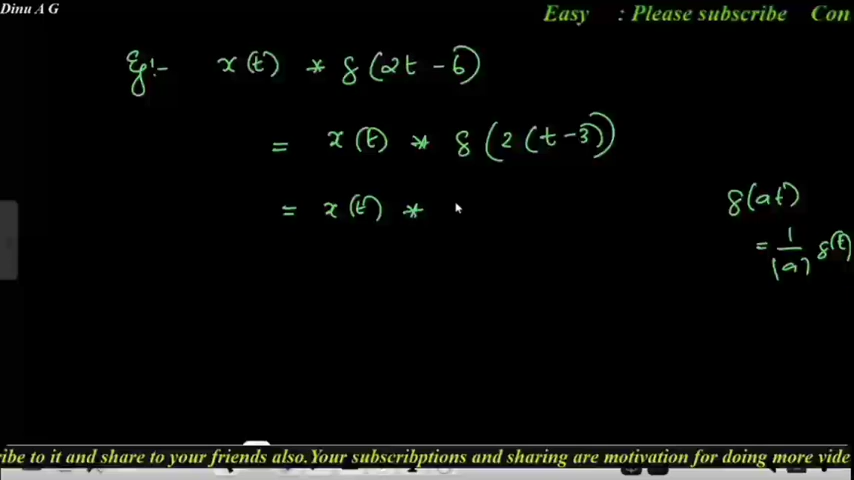 Dinu A G
Easy : Please subscribe Con
Eg:- x(t) * δ(2t - 6)
= x(t) * δ(2(t-3))
= x(t) *
δ(at)
= 1/|a| δ(t)
ribe to it and share to your friends also.Your subscribptions and sharing are motivation for doing more vide